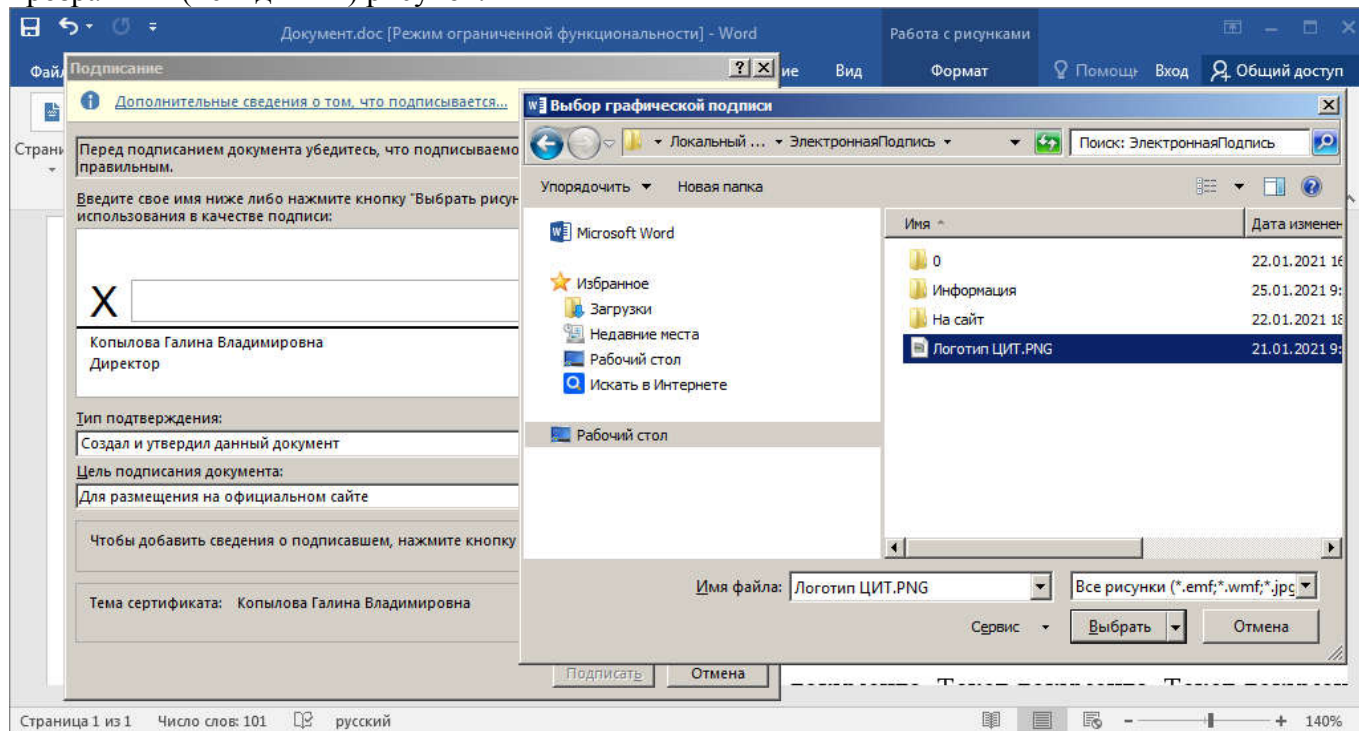 Документ.doc [Режим ограниченной функциональности] - Word
Работа с рисунками
Фай
ие Вид Формат Помощь Вход Общий доступ
Стран
Подписание
Дополнительные сведения о том, что подписывается...
Перед подписанием документа убедитесь, что подписываемо
правильным.
Введите свое имя ниже либо нажмите кнопку "Выбрать рисун
использования в качестве подписи:
X
Копылова Галина Владимировна
Директор
Тип подтверждения:
Создал и утвердил данный документ
Цель подписания документа:
Для размещения на официальном сайте
Чтобы добавить сведения о подписавшем, нажмите кнопку
Тема сертификата: Копылова Галина Владимировна
Подписать Отмена
Выбор графической подписи
Локальный ... ЭлектроннаяПодпись
Поиск: ЭлектроннаяПодпись
Упорядочить Новая папка
Microsoft Word
Избранное
Загрузки
Недавние места
Рабочий стол
Искать в Интернете
Рабочий стол
Имя Дата изменен
0 22.01.2021 16
Информация 25.01.2021 9:
На сайт 22.01.2021 18
Логотип ЦИТ.PNG 21.01.2021 9:
Имя файла: Логотип ЦИТ.PNG
Все рисунки (*.emf;*.wmf;*.jpg
Сервис Выбрать Отмена
Страница 1 из 1 Число слов: 101 русский 140%